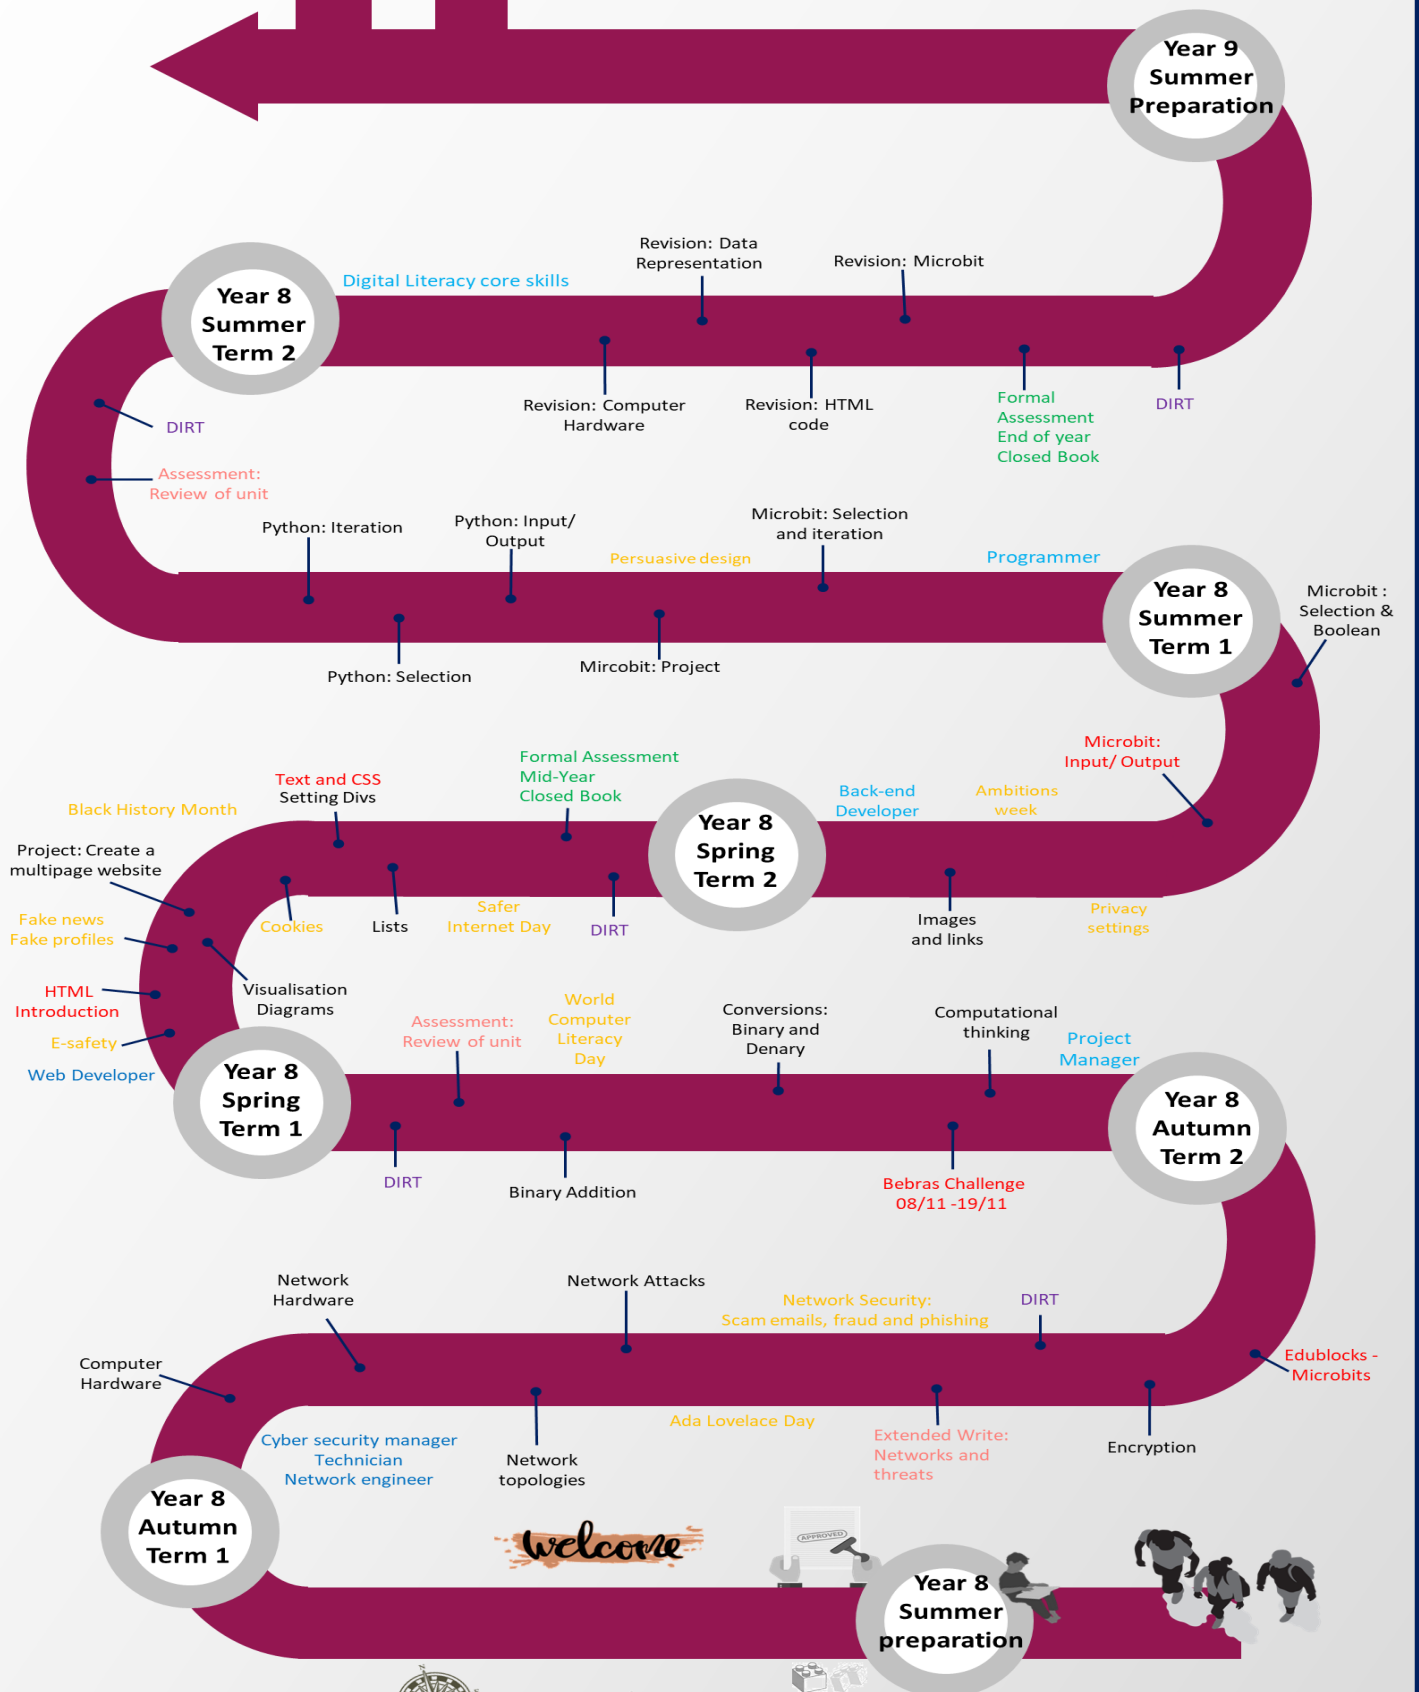 Year 9
Summer
Preparation
Revision: Data
Representation
Revision: Microbit
Digital Literacy core skills
Year 8
Summer
Term 2
Revision: Computer
Hardware
Revision: HTML
code
Formal
Assessment
End of year
Closed Book
DIRT
DIRT
Assessment:
Review of unit
Python: Iteration
Python: Input/
Output
Persuasive design
Microbit: Selection
and iteration
Programmer
Year 8
Summer
Term 1
Microbit :
Selection &
Boolean
Python: Selection
Mircobit: Project
Microbit:
Input/ Output
Black History Month
Text and CSS
Setting Divs
Formal Assessment
Mid-Year
Closed Book
Year 8
Spring
Term 2
Back-end
Developer
Ambitions
week
Project: Create a
multipage website
Fake news
Fake profiles
Cookies
Lists
Safer
Internet Day
DIRT
Images
and links
Privacy
settings
HTML
Introduction
Visualisation
Diagrams
E-safety
Web Developer
Year 8
Spring
Term 1
Assessment:
Review of unit
World
Computer
Literacy
Day
Conversions:
Binary and
Denary
Computational
thinking
Project
Manager
Year 8
Autumn
Term 2
DIRT
Binary Addition
Bebras Challenge
08/11 -19/11
Network
Hardware
Network Attacks
Network Security:
Scam emails, fraud and phishing
DIRT
Computer
Hardware
Edublocks -
Microbits
Cyber security manager
Technician
Network engineer
Network
topologies
Ada Lovelace Day
Extended Write:
Networks and
threats
Encryption
Year 8
Autumn
Term 1
welcome
APPROVED
Year 8
Summer
preparation
N